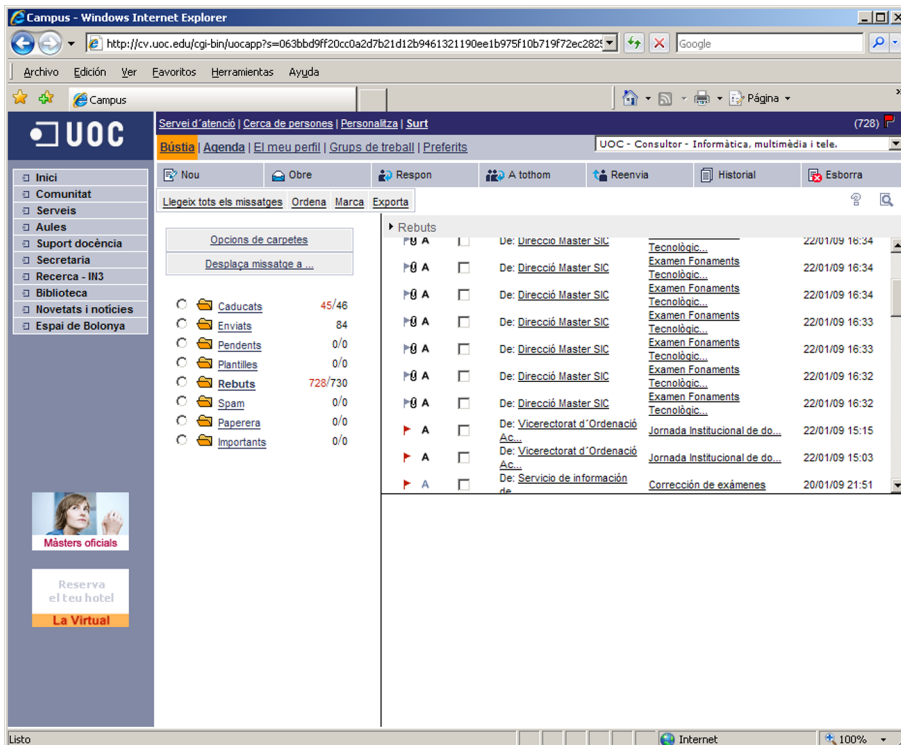 Campus - Windows Internet Explorer
http://cv.uoc.edu/cgi-bin/uocapp?s=063bbd9ff20cc0a2d7b21d12b9461321190ee1b975f10b719f72ec282
Google
Archivo Edición Ver Favoritos Herramientas Ayuda
Campus
Página
UOC
Servei d´atenció | Cerca de persones | Personalitza | Surt (728)
Bústia | Agenda | El meu perfil | Grups de treball | Preferits
UOC - Consultor - Informàtica, multimèdia i tele.
Nou Obre Respon A tothom Reenvia Historial Esborra
Llegeix tots els missatges Ordena Marca Exporta
Inici
Comunitat
Serveis
Aules
Suport docència
Secretaria
Recerca - IN3
Biblioteca
Novetats i notícies
Espai de Bolonya
Màsters oficials
Reserva
el teu hotel
La Virtual
Opcions de carpetes
Desplaça missatge a ...
Caducats 45/46
Enviats 84
Pendents 0/0
Plantilles 0/0
Rebuts 728/730
Spam 0/0
Paperera 0/0
Importants 0/0
Rebuts
A De: Direcció Master SIC Tecnològic... 22/01/09 16:34
Examen Fonaments
A De: Direcció Master SIC Tecnològic... 22/01/09 16:34
Examen Fonaments
A De: Direcció Master SIC Tecnològic... 22/01/09 16:34
Examen Fonaments
A De: Direcció Master SIC Tecnològic... 22/01/09 16:33
Examen Fonaments
A De: Direcció Master SIC Tecnològic... 22/01/09 16:33
Examen Fonaments
A De: Direcció Master SIC Tecnològic... 22/01/09 16:32
Examen Fonaments
A De: Direcció Master SIC Tecnològic... 22/01/09 16:32
A De: Vicerectorat d´Ordenació Ac... Jornada Institucional de do... 22/01/09 15:15
A De: Vicerectorat d´Ordenació Ac... Jornada Institucional de do... 22/01/09 15:03
A De: Servicio de información de Corrección de exámenes 20/01/09 21:51
Listo
Internet
100%